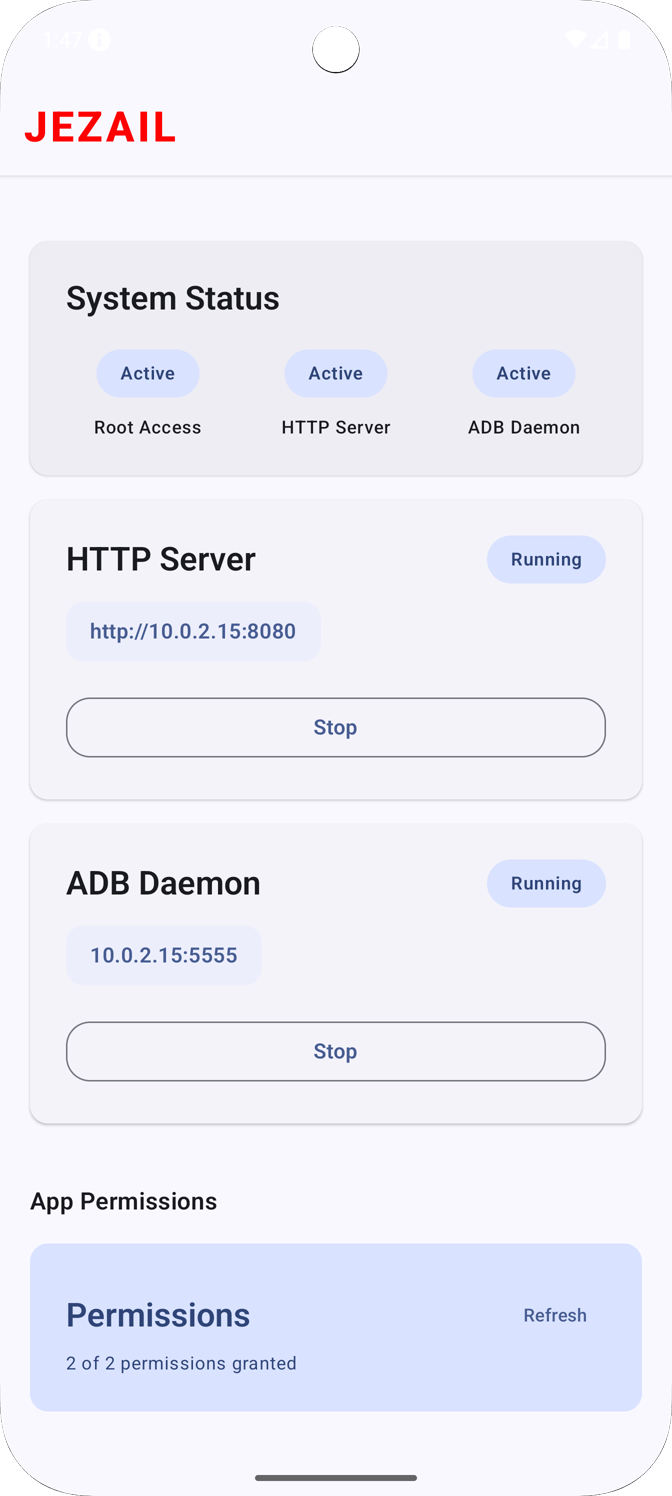 1:47
JEZAIL
System Status
Active Active Active
Root Access HTTP Server ADB Daemon
HTTP Server Running
http://10.0.2.15:8080
Stop
ADB Daemon Running
10.0.2.15:5555
Stop
App Permissions
Permissions Refresh
2 of 2 permissions granted